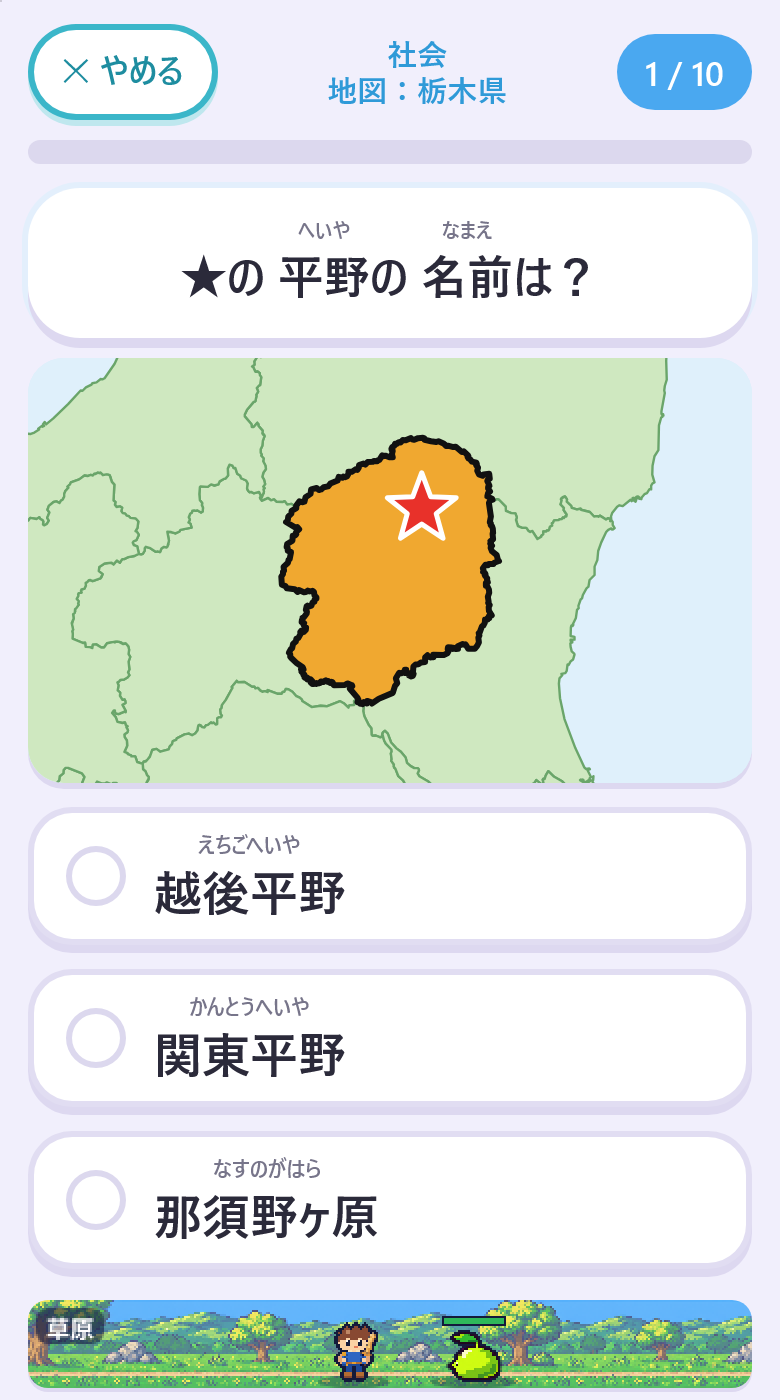 × やめる
社会
地図：栃木県
1 / 10
へいや なまえ
★の 平野の 名前は？
えちごへいや
越後平野
かんとうへいや
関東平野
なすのがはら
那須野ヶ原
草原